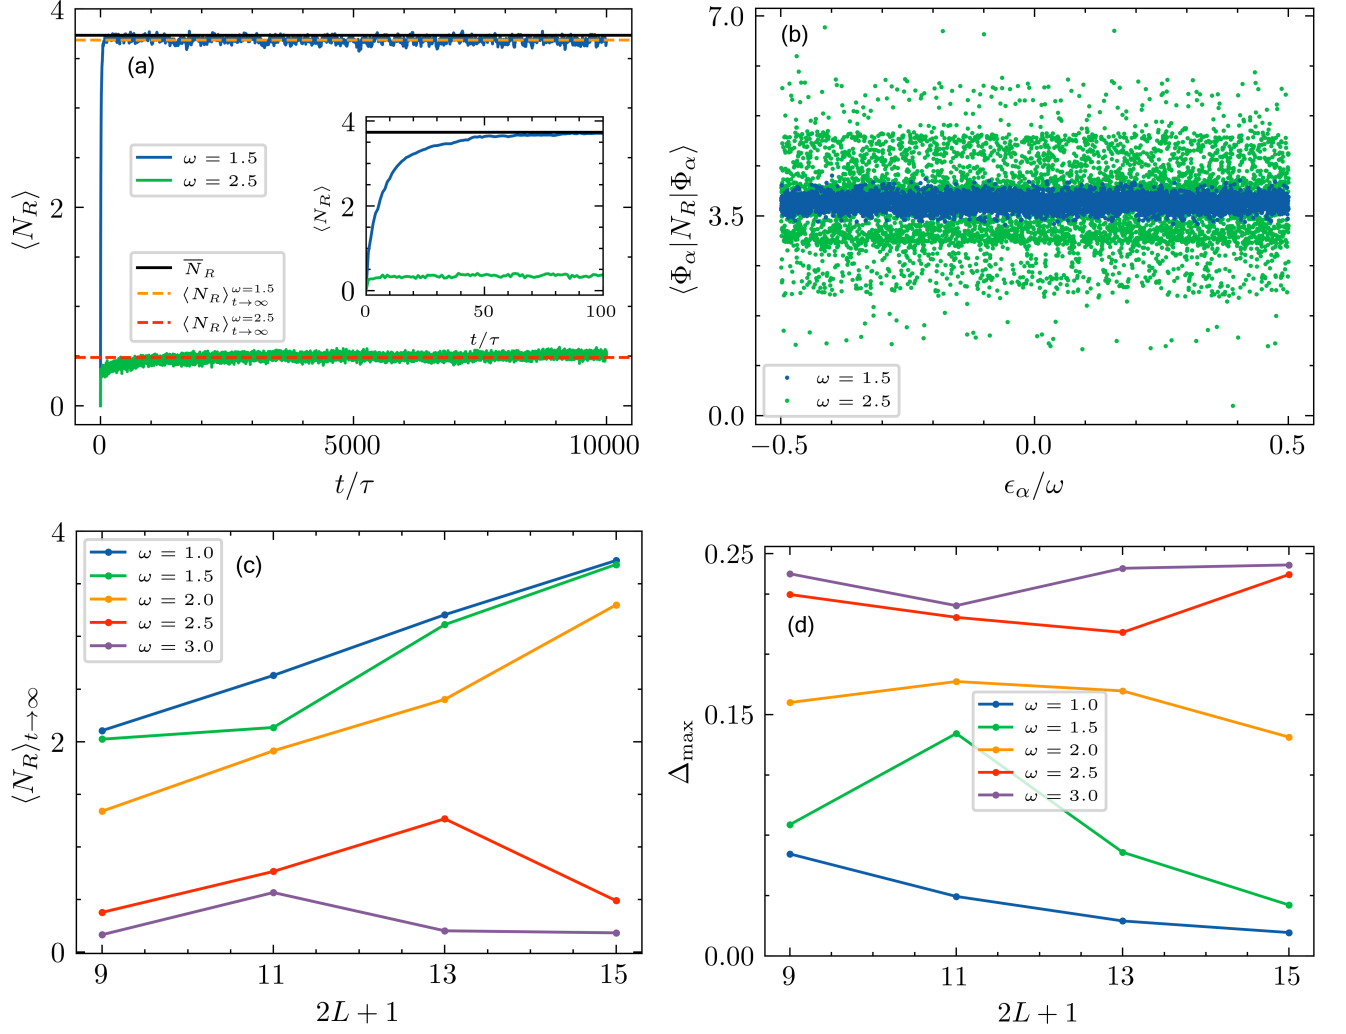 (a)
4
2
0
⟨N_R⟩
ω = 1.5
ω = 2.5
N̅_R
⟨N_R⟩^{ω=1.5}_{t→∞}
⟨N_R⟩^{ω=2.5}_{t→∞}
4
2
0
⟨N_R⟩
0 50 100
t/τ
0 5000 10000
t/τ
(b)
7.0
3.5
0.0
⟨Φ_α|N_R|Φ_α⟩
ω = 1.5
ω = 2.5
−0.5 0.0 0.5
ϵ_α/ω
(c)
4
2
0
⟨N_R⟩_{t→∞}
ω = 1.0
ω = 1.5
ω = 2.0
ω = 2.5
ω = 3.0
9 11 13 15
2L + 1
(d)
0.25
0.15
0.00
Δ_max
ω = 1.0
ω = 1.5
ω = 2.0
ω = 2.5
ω = 3.0
9 11 13 15
2L + 1